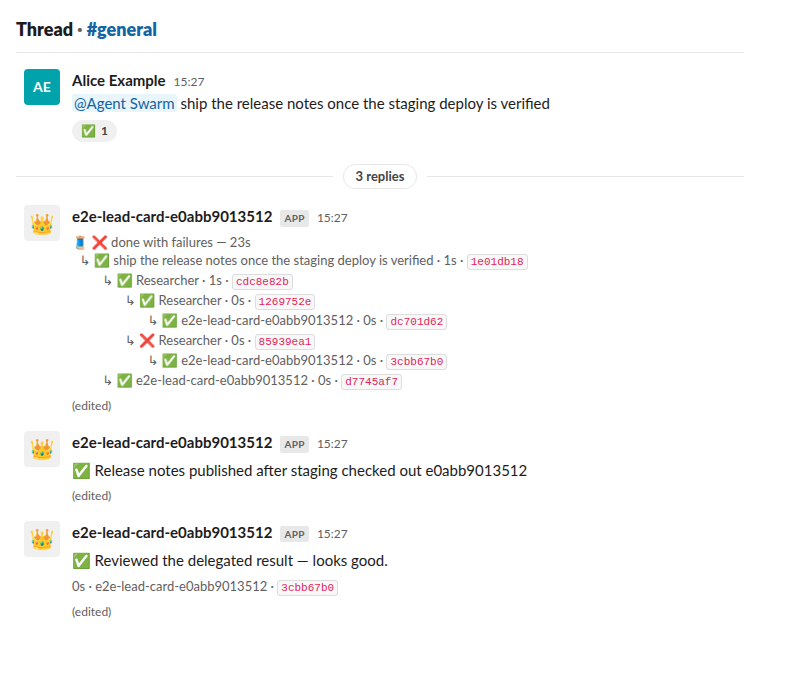 Thread • #general
AE
Alice Example 15:27
@Agent Swarm ship the release notes once the staging deploy is verified
✅ 1
3 replies
👑
e2e-lead-card-e0abb9013512 APP 15:27
🧵 ❌ done with failures — 23s
↳ ✅ ship the release notes once the staging deploy is verified · 1s · 1e01db18
↳ ✅ Researcher · 1s · cdc8e82b
↳ ✅ Researcher · 0s · 1269752e
↳ ✅ e2e-lead-card-e0abb9013512 · 0s · dc701d62
↳ ❌ Researcher · 0s · 85939ea1
↳ ✅ e2e-lead-card-e0abb9013512 · 0s · 3cbb67b0
↳ ✅ e2e-lead-card-e0abb9013512 · 0s · d7745af7
(edited)
👑
e2e-lead-card-e0abb9013512 APP 15:27
✅ Release notes published after staging checked out e0abb9013512
(edited)
👑
e2e-lead-card-e0abb9013512 APP 15:27
✅ Reviewed the delegated result — looks good.
0s · e2e-lead-card-e0abb9013512 · 3cbb67b0
(edited)